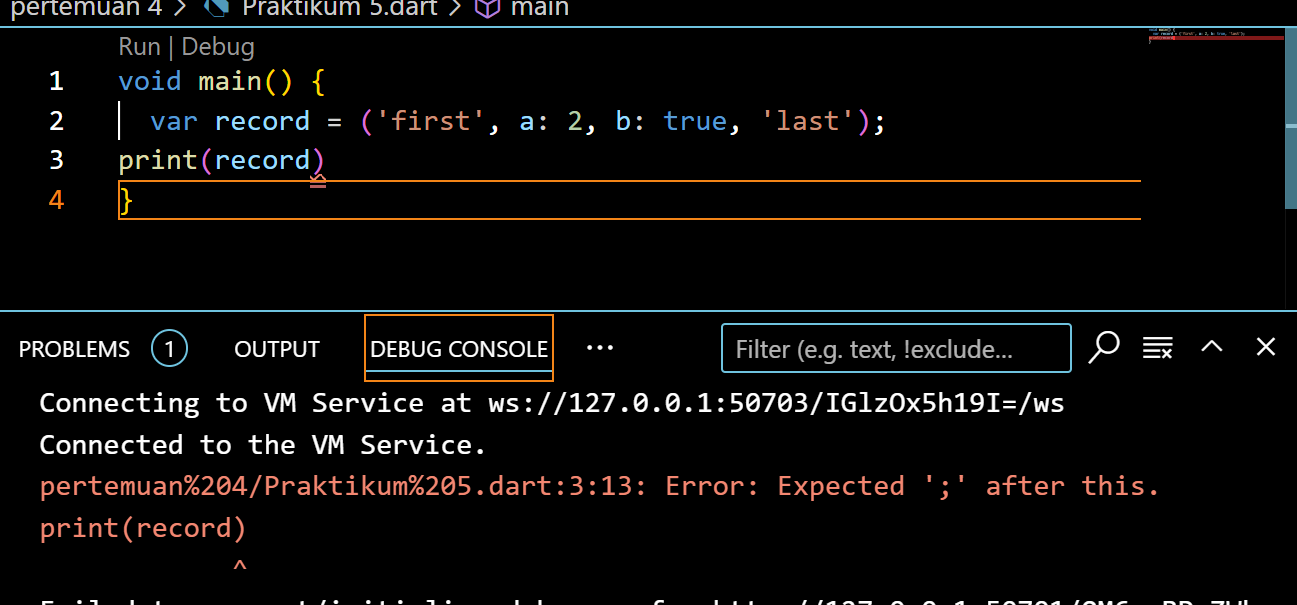 pertemuan 4 > Praktikum 5.dart > main
Run | Debug
1 void main() {
2 var record = ('first', a: 2, b: true, 'last');
3 print(record)
4 }
PROBLEMS 1 OUTPUT DEBUG CONSOLE ··· Filter (e.g. text, !exclude...
Connecting to VM Service at ws://127.0.0.1:50703/IGlzOx5h19I=/ws
Connected to the VM Service.
pertemuan%204/Praktikum%205.dart:3:13: Error: Expected ';' after this.
print(record)
^